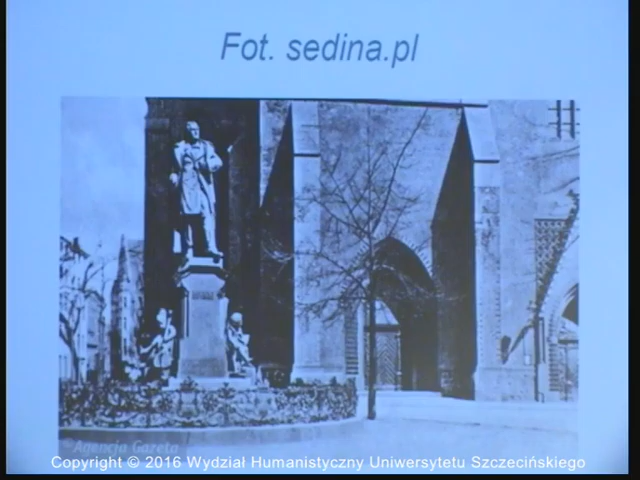 Fot. sedina.pl
© Agencja Gazeta
Copyright © 2016 Wydział Humanistyczny Uniwersytetu Szczecińskiego